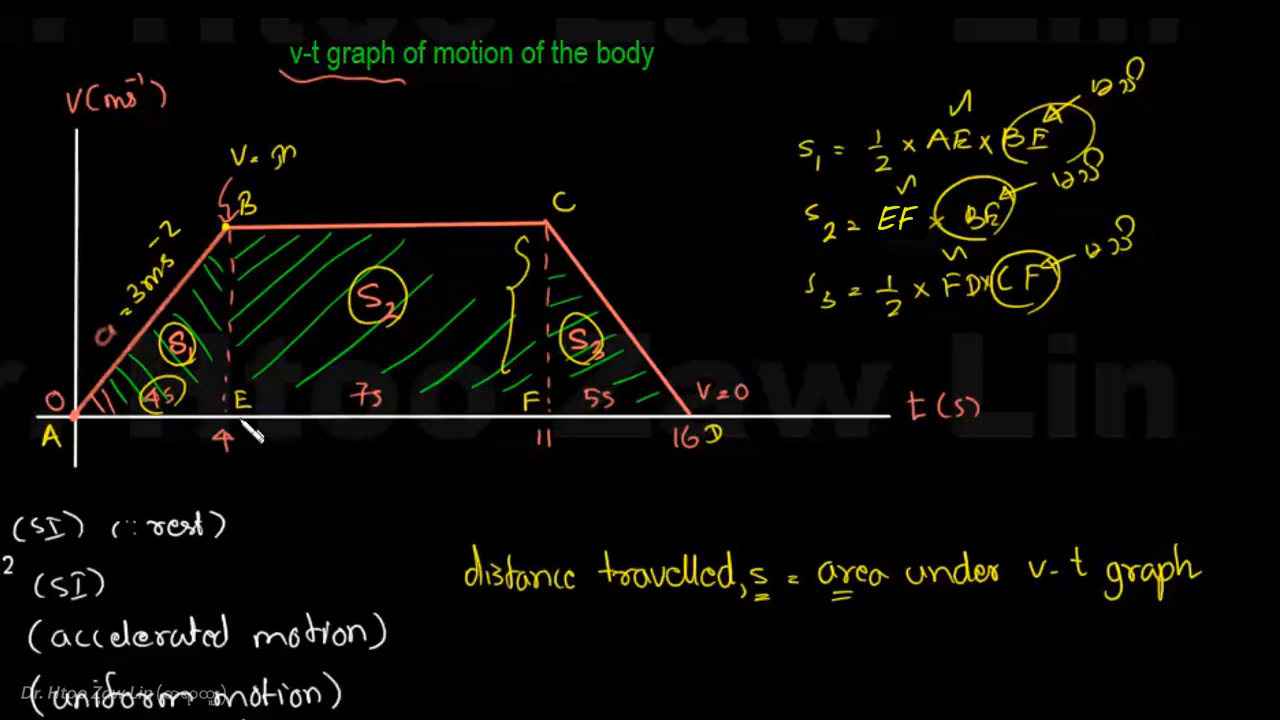 v-t graph of motion of the body
V(ms⁻¹)
B
C
a = 3ms⁻²
S₁
S₂
S₃
O
4s
E
7s
F
5s
V=0
t(s)
A
4
11
16 D
S₁ = 1/2 × AE × BE
S₂ = EF × BE
S₃ = 1/2 × FD × CF
(SI) (∵ rest)
2
(SI)
(accelerated motion)
(uniform motion)
distance travelled, s = area under v-t graph